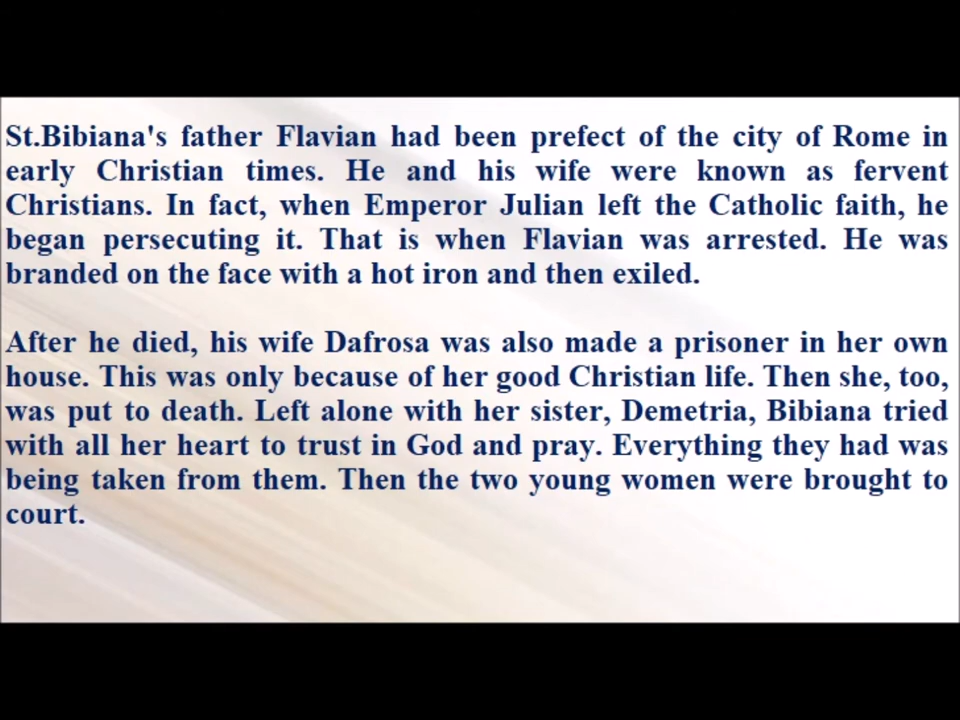 St.Bibiana's father Flavian had been prefect of the city of Rome in
early Christian times. He and his wife were known as fervent
Christians. In fact, when Emperor Julian left the Catholic faith, he
began persecuting it. That is when Flavian was arrested. He was
branded on the face with a hot iron and then exiled.
After he died, his wife Dafrosa was also made a prisoner in her own
house. This was only because of her good Christian life. Then she, too,
was put to death. Left alone with her sister, Demetria, Bibiana tried
with all her heart to trust in God and pray. Everything they had was
being taken from them. Then the two young women were brought to
court.